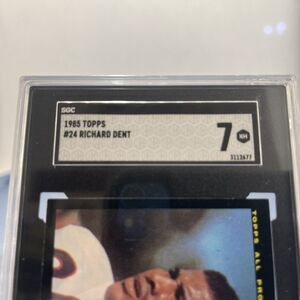 SGC
1985 TOPPS
#24 RICHARD DENT
7 NM
3112677
TOPPS ALL PRO